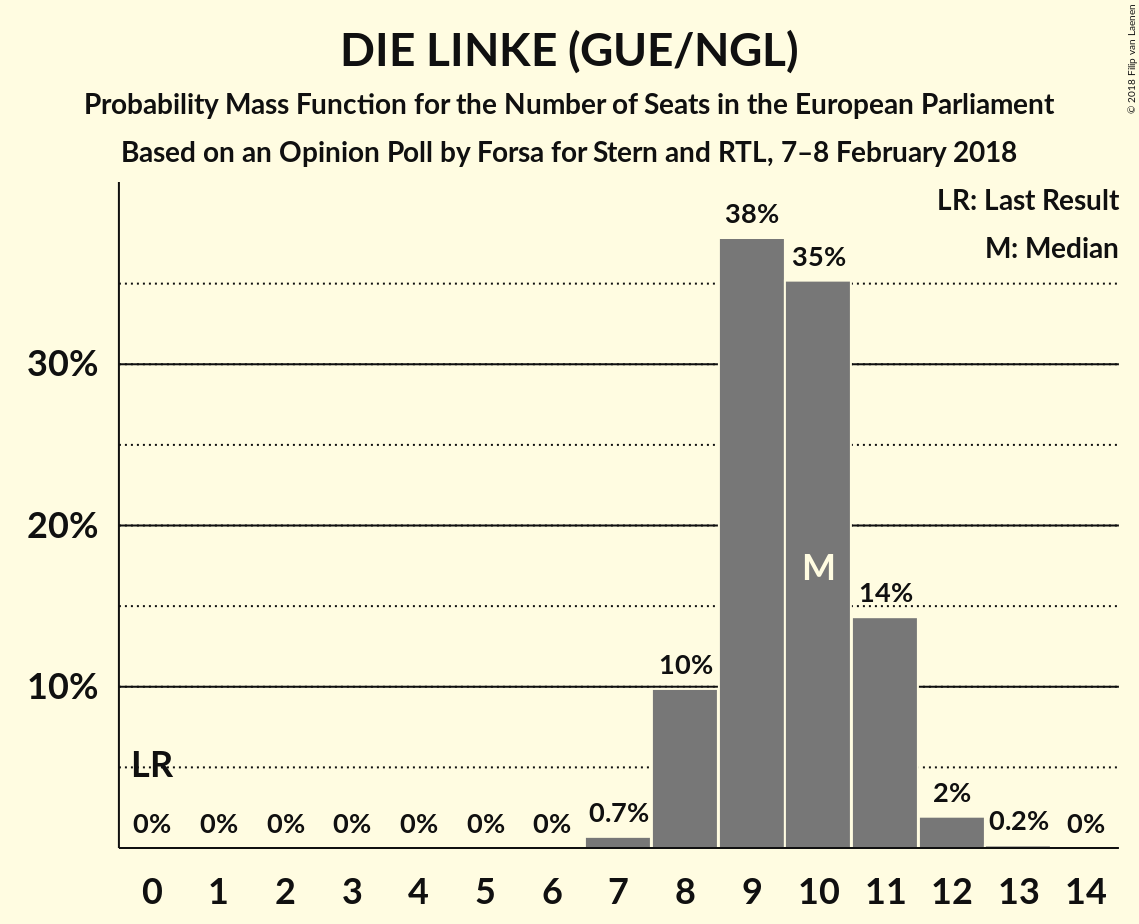 DIE LINKE (GUE/NGL)
Probability Mass Function for the Number of Seats in the European Parliament
Based on an Opinion Poll by Forsa for Stern and RTL, 7–8 February 2018
© 2018 Filip van Laenen
LR: Last Result
M: Median
38%
35%
30%
20%
M
14%
10%
10%
LR
0% 0% 0% 0% 0% 0% 0% 0.7% 2% 0.2% 0%
0 1 2 3 4 5 6 7 8 9 10 11 12 13 14